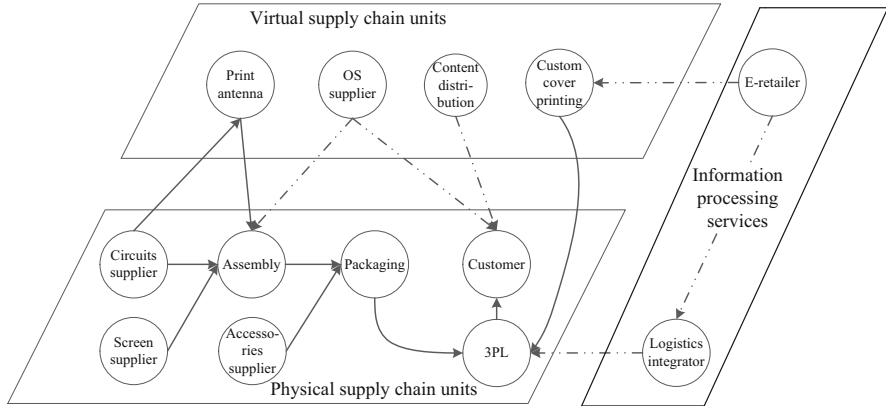 Virtual supply chain units
Print
antenna
OS
supplier
Content
distri-
bution
Custom
cover
printing
E-retailer
Information
processing
services
Circuits
supplier
Assembly
Packaging
Customer
Screen
supplier
Accesso-
ries
supplier
3PL
Logistics
integrator
Physical supply chain units